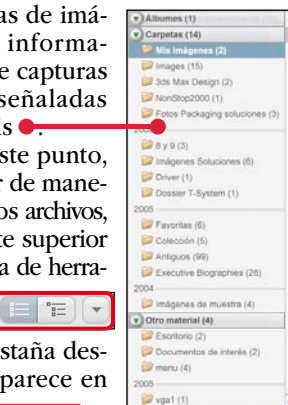 as de imá-
informa-
e capturas
señaladas
is
ste punto,
r de mane-
os archivos,
te superior
a de herra-
staña des-
parece en
Álbumes (1)
Carpetas (14)
Mis Imágenes (2)
Images (15)
3ds Max Design (2)
NonStop2000 (1)
Fotos Packaging soluciones (3)
8 y 9 (3)
Imágenes Soluciones (6)
Driver (1)
Dossier T-System (1)
2005
Favoritas (6)
Colección (5)
Antiguos (99)
Executive Biographies (28)
2004
Imágenes de muestra (4)
Otro material (4)
Escritorio (2)
Documentos de interés (2)
menu (4)
2005
vga1 (1)